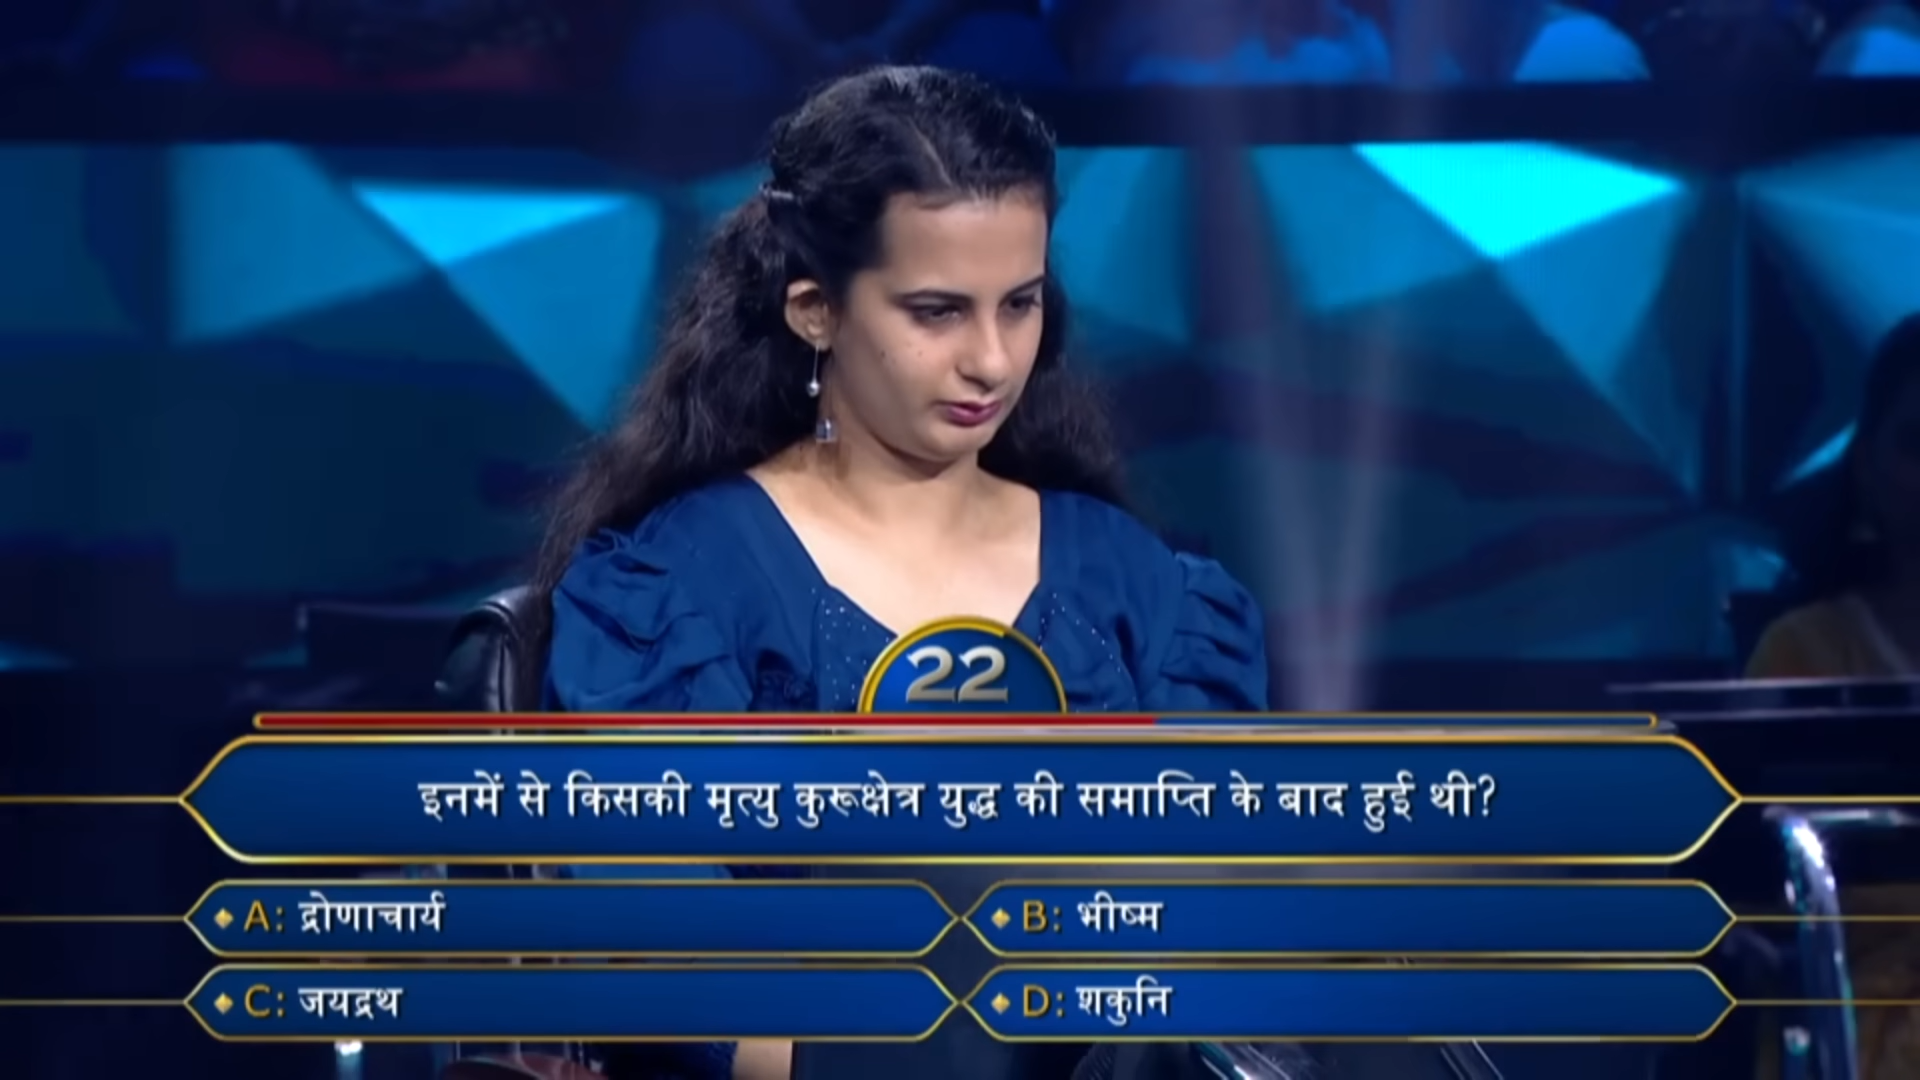 22
इनमें से किसकी मृत्यु कुरूक्षेत्र युद्ध की समाप्ति के बाद हुई थी?
A: द्रोणाचार्य
B: भीष्म
C: जयद्रथ
D: शकुनि